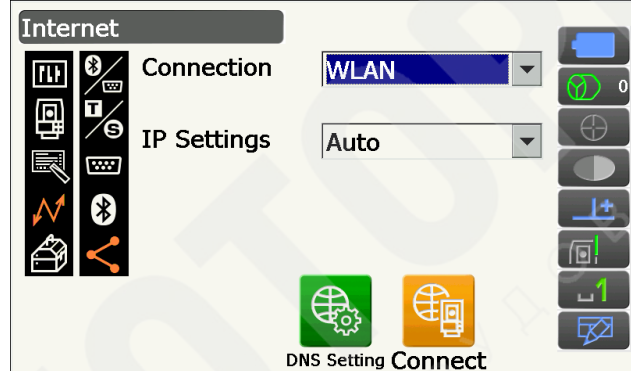 Internet
Connection WLAN
0
T
S
IP Settings Auto
1
DNS Setting Connect